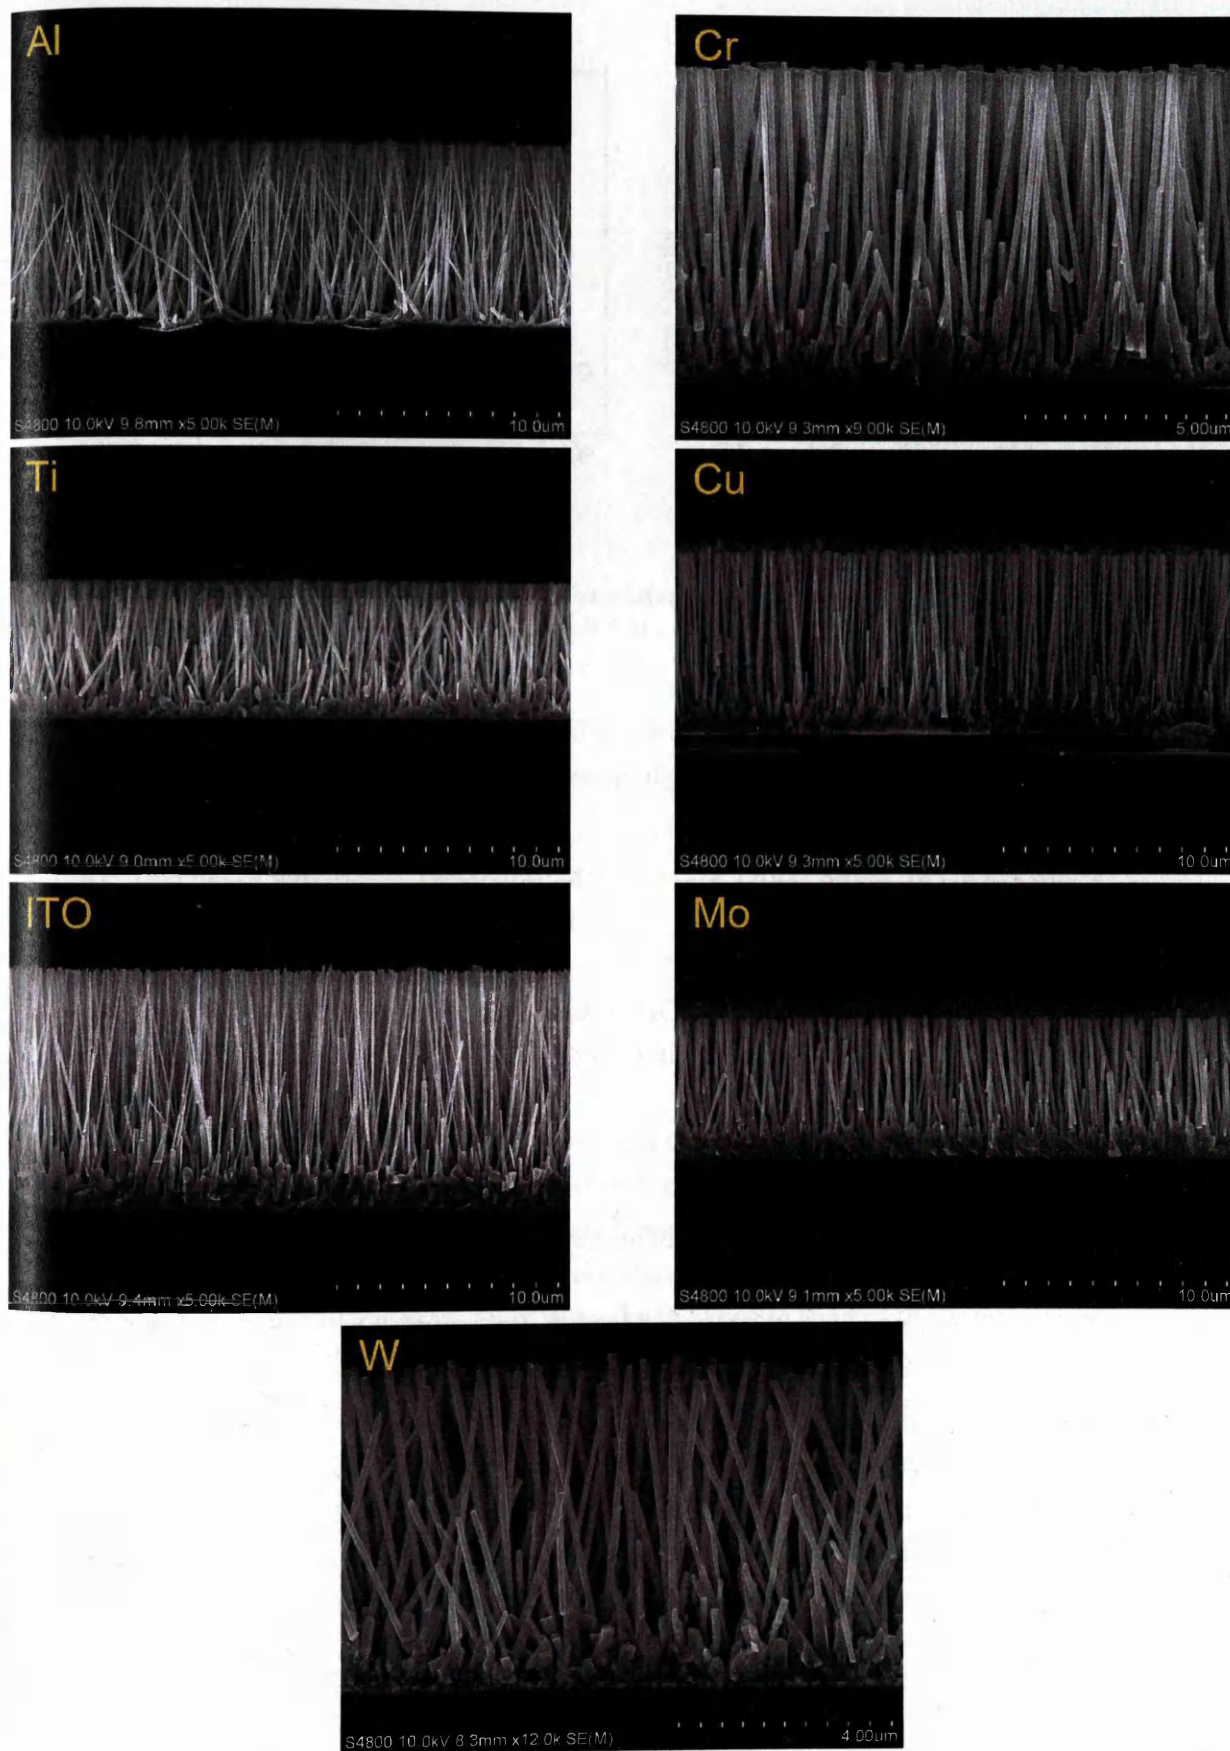 Al
S4800 10.0kV 9.8mm x5.00k SE(M) 10.0um
Cr
S4800 10.0kV 9.3mm x9.00k SE(M) 5.00um
Ti
S4800 10.0kV 9.0mm x5.00k SE(M) 10.0um
Cu
S4800 10.0kV 9.3mm x5.00k SE(M) 10.0um
ITO
S4800 10.0kV 9.4mm x5.00k SE(M) 10.0um
Mo
S4800 10.0kV 9.1mm x5.00k SE(M) 10.0um
W
S4800 10.0kV 8.3mm x12.0k SE(M) 4.00um